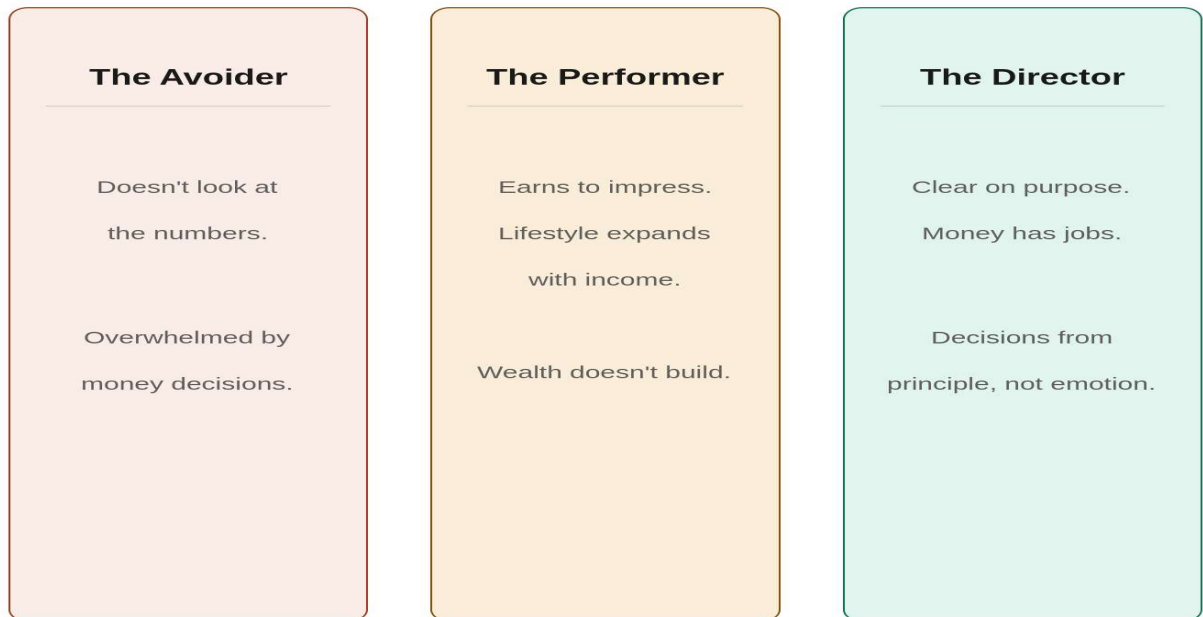 The Avoider
Doesn't look at
the numbers.
Overwhelmed by
money decisions.
The Performer
Earns to impress.
Lifestyle expands
with income.
Wealth doesn't build.
The Director
Clear on purpose.
Money has jobs.
Decisions from
principle, not emotion.